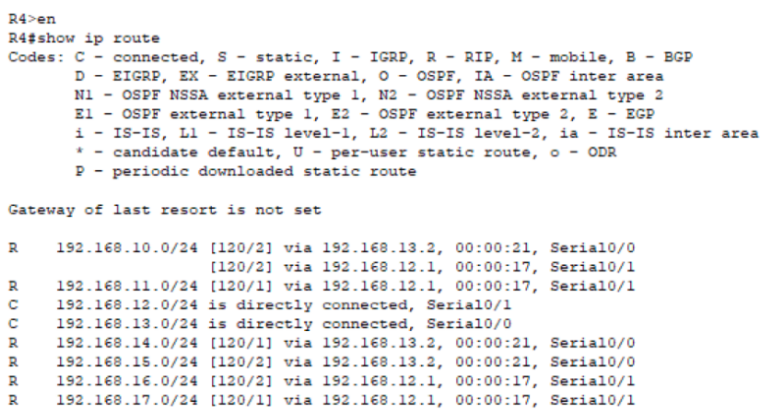 R4>en
R4#show ip route
Codes: C - connected, S - static, I - IGRP, R - RIP, M - mobile, B - BGP
       D - EIGRP, EX - EIGRP external, O - OSPF, IA - OSPF inter area
       N1 - OSPF NSSA external type 1, N2 - OSPF NSSA external type 2
       E1 - OSPF external type 1, E2 - OSPF external type 2, E - EGP
       i - IS-IS, L1 - IS-IS level-1, L2 - IS-IS level-2, ia - IS-IS inter area
       * - candidate default, U - per-user static route, o - ODR
       P - periodic downloaded static route

Gateway of last resort is not set

R    192.168.10.0/24 [120/2] via 192.168.13.2, 00:00:21, Serial0/0
                     [120/2] via 192.168.12.1, 00:00:17, Serial0/1
R    192.168.11.0/24 [120/1] via 192.168.12.1, 00:00:17, Serial0/1
C    192.168.12.0/24 is directly connected, Serial0/1
C    192.168.13.0/24 is directly connected, Serial0/0
R    192.168.14.0/24 [120/1] via 192.168.13.2, 00:00:21, Serial0/0
R    192.168.15.0/24 [120/2] via 192.168.13.2, 00:00:21, Serial0/0
R    192.168.16.0/24 [120/2] via 192.168.12.1, 00:00:17, Serial0/1
R    192.168.17.0/24 [120/1] via 192.168.12.1, 00:00:17, Serial0/1